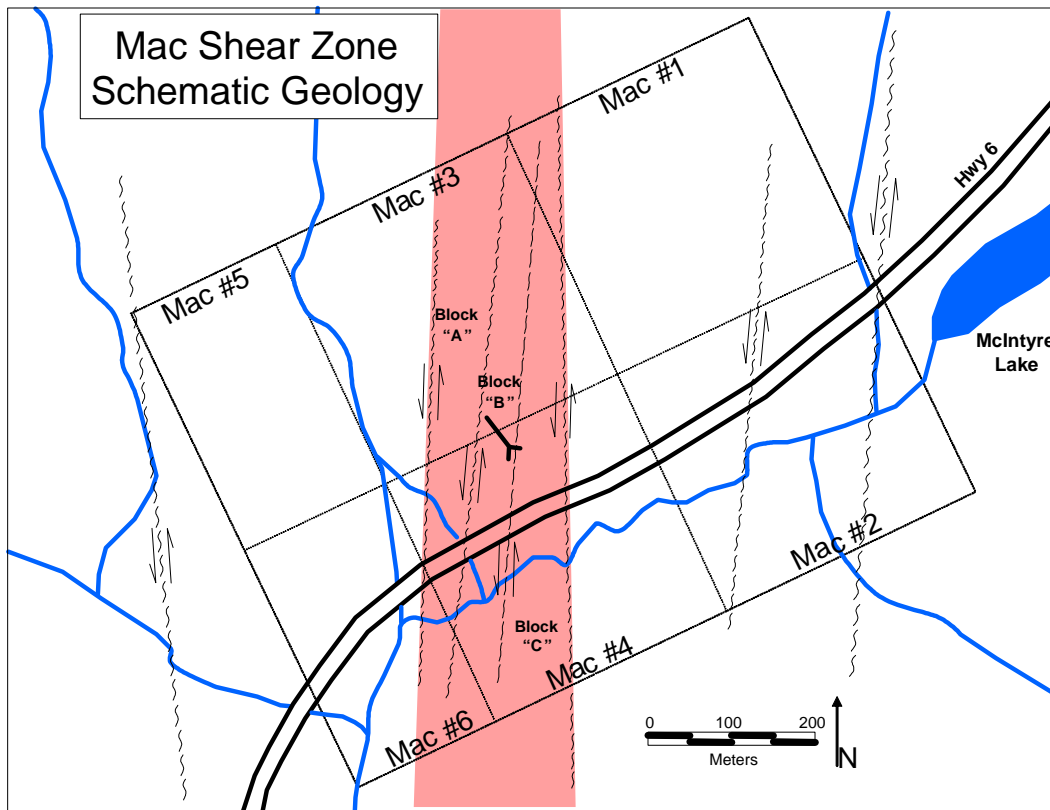 Mac Shear Zone
Schematic Geology
Mac #1
Mac #3
Mac #5
Hwy 6
Block
“A”
Block
“B”
McIntyre
Lake
Mac #2
Block
“C”
Mac #4
Mac #6
0 100 200
Meters
N